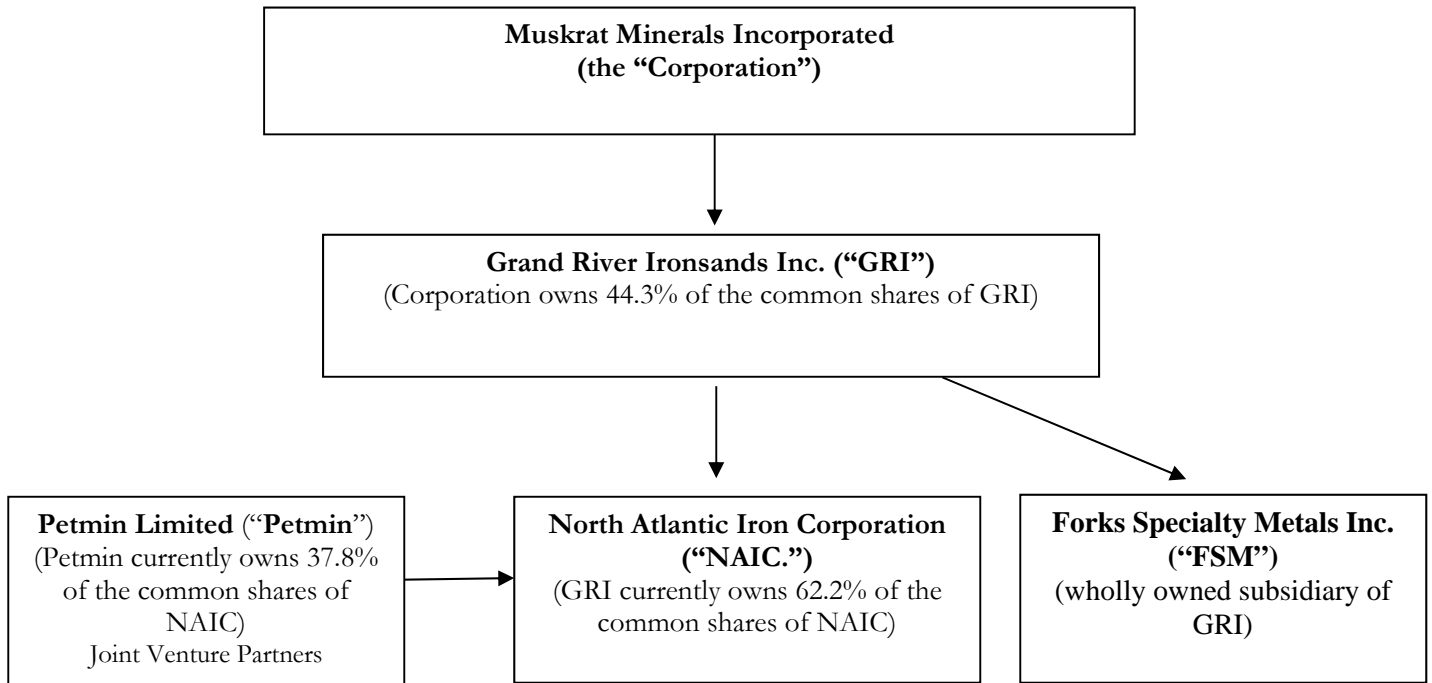 Muskrat Minerals Incorporated
(the “Corporation”)
Grand River Ironsands Inc. (“GRI”)
(Corporation owns 44.3% of the common shares of GRI)
Petmin Limited (“Petmin”)
(Petmin currently owns 37.8%
of the common shares of
NAIC)
Joint Venture Partners
North Atlantic Iron Corporation
(“NAIC.”)
(GRI currently owns 62.2% of the
common shares of NAIC)
Forks Specialty Metals Inc.
(“FSM”)
(wholly owned subsidiary of
GRI)